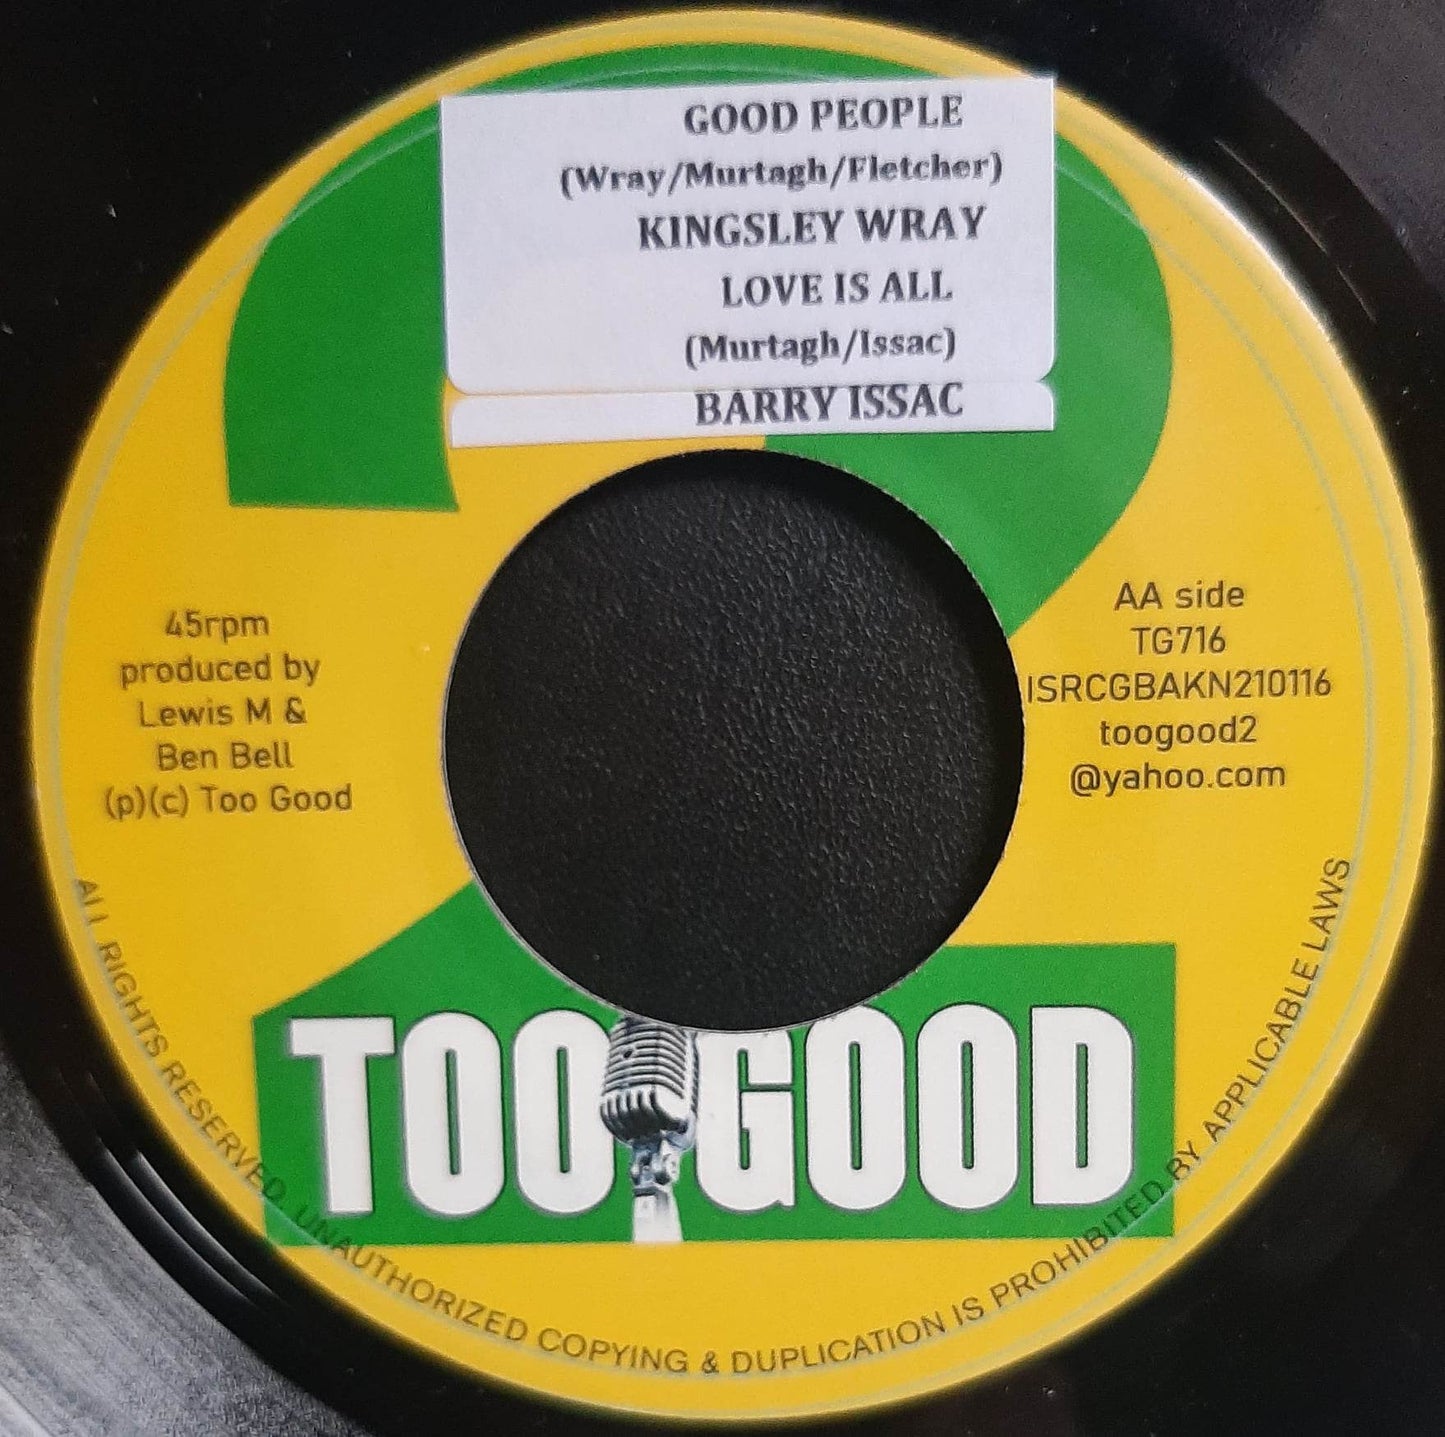 GOOD PEOPLE
(Wray/Murtagh/Fletcher)
KINGSLEY WRAY
LOVE IS ALL
(Murtagh/Issac)
BARRY ISSAC
45rpm
produced by
Lewis M &
Ben Bell
(p)(c) Too Good
AA side
TG716
ISRCGBAKN210116
toogood2
@yahoo.com
2
TOO GOOD
ALL RIGHTS RESERVED. UNAUTHORIZED COPYING & DUPLICATION IS PROHIBITED BY APPLICABLE LAWS